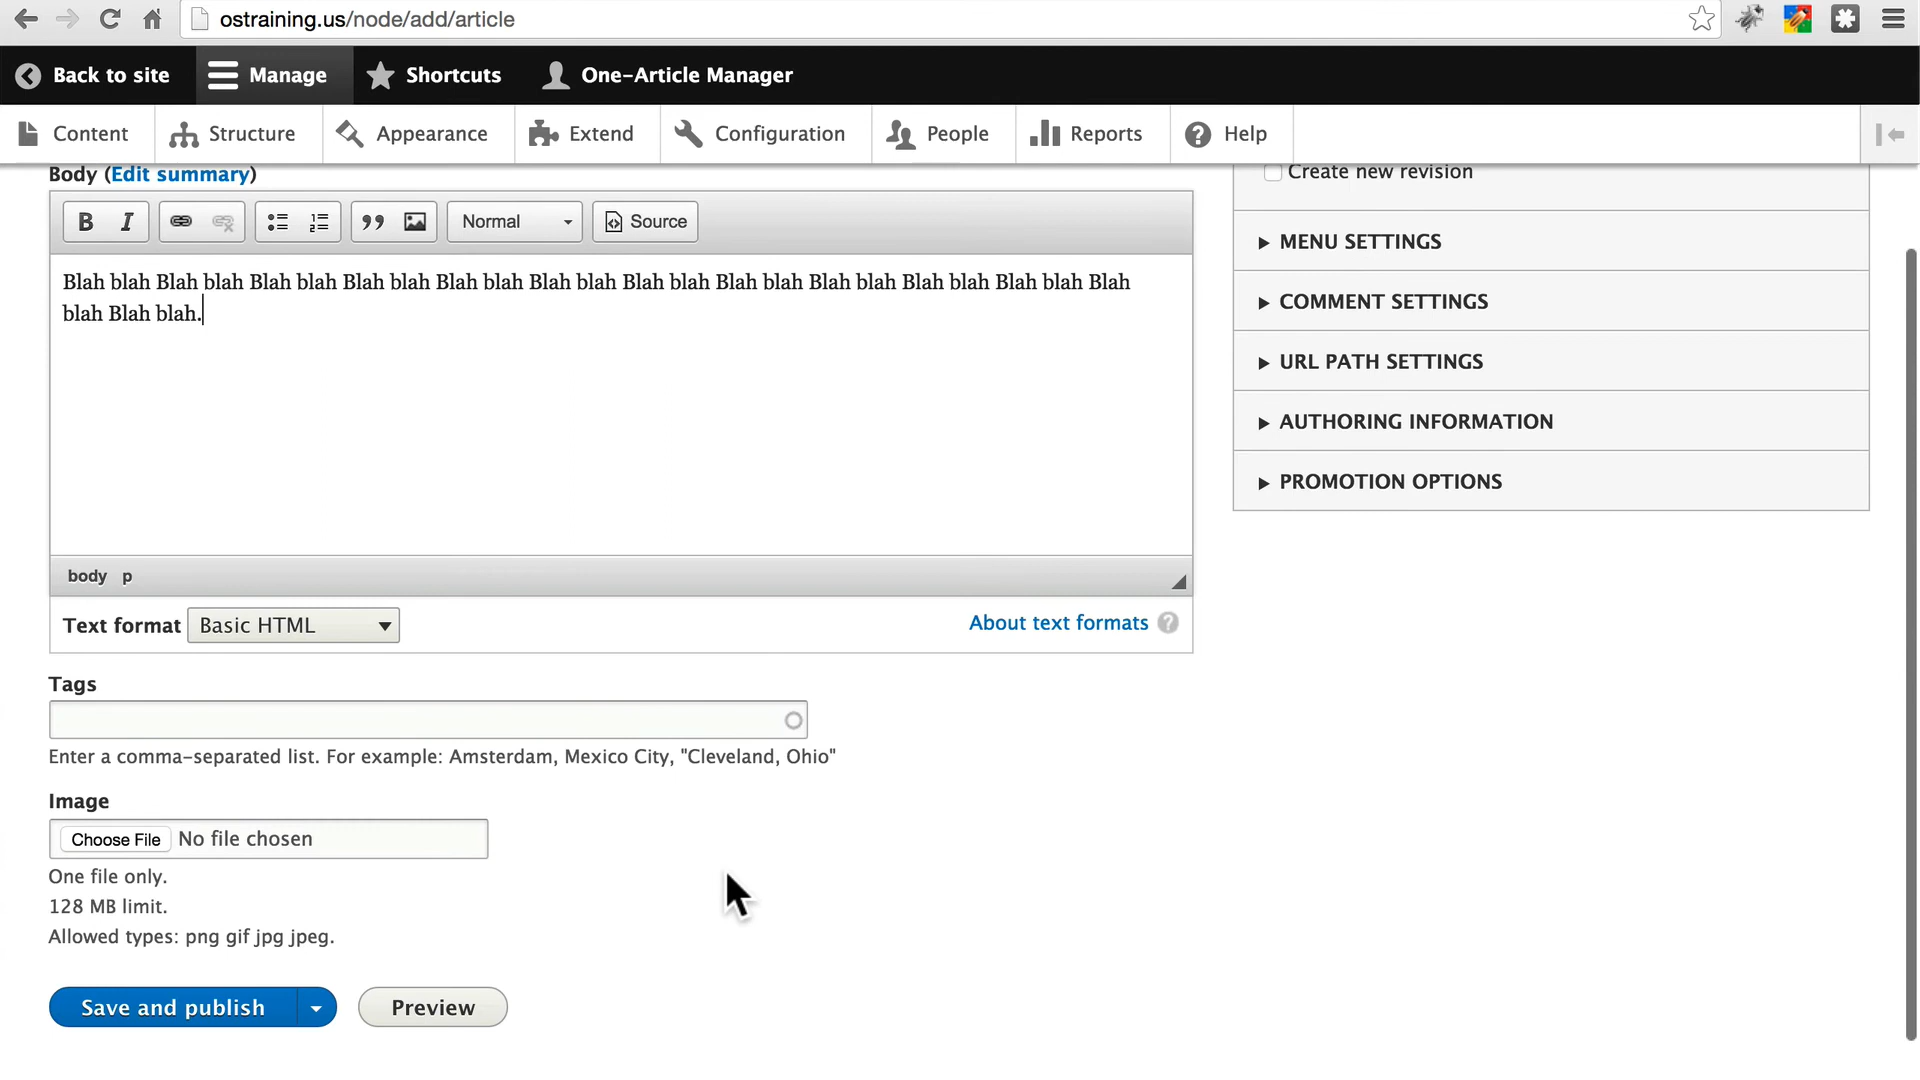 ostraining.us/node/add/article
Back to site Manage Shortcuts One-Article Manager
Content Structure Appearance Extend Configuration People Reports Help
Body (Edit summary)
Create new revision
B I Normal Source
Blah blah Blah blah Blah blah Blah blah Blah blah Blah blah Blah blah Blah blah Blah blah Blah blah Blah blah Blah
blah Blah blah.
MENU SETTINGS
COMMENT SETTINGS
URL PATH SETTINGS
AUTHORING INFORMATION
PROMOTION OPTIONS
body p
Text format Basic HTML About text formats ?
Tags
Enter a comma-separated list. For example: Amsterdam, Mexico City, "Cleveland, Ohio"
Image
Choose File No file chosen
One file only.
128 MB limit.
Allowed types: png gif jpg jpeg.
Save and publish Preview